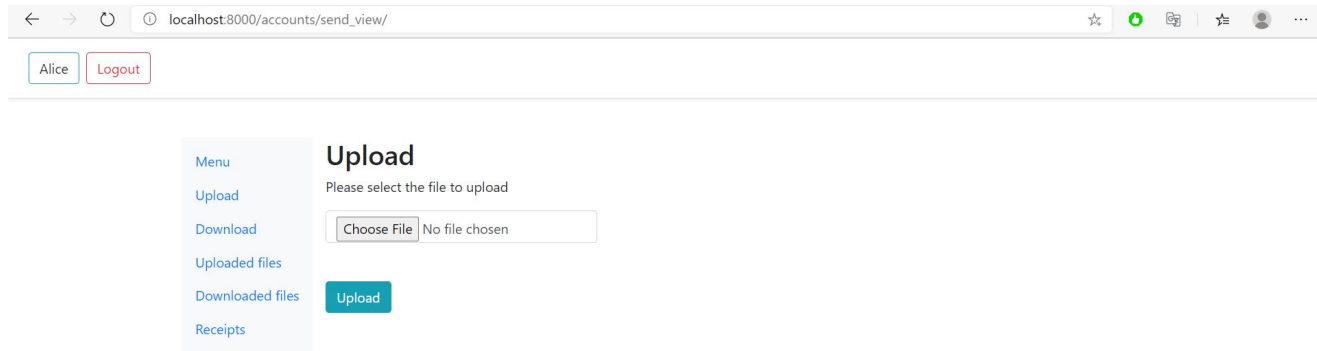 localhost:8000/accounts/send_view/
Alice
Logout
Menu
Upload
Download
Uploaded files
Downloaded files
Receipts
Upload
Please select the file to upload
Choose File No file chosen
Upload